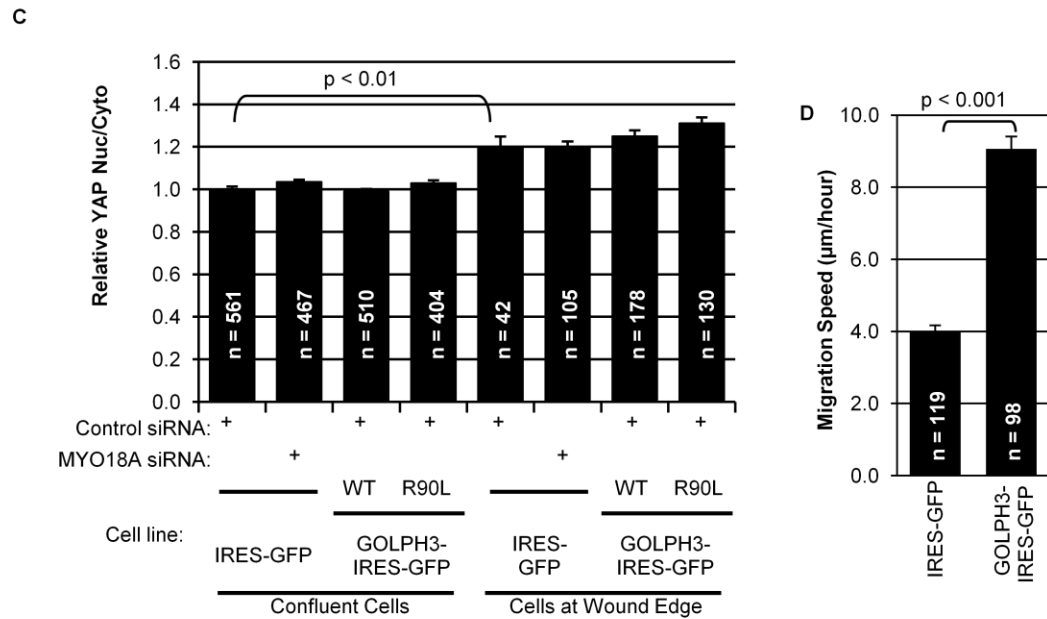 C
Relative YAP Nuc/Cyto
1.6
1.4
1.2
1.0
0.8
0.6
0.4
0.2
0.0
p < 0.01
n = 561
n = 467
n = 510
n = 404
n = 42
n = 105
n = 178
n = 130
Control siRNA: + + + + + +
MYO18A siRNA: + +
WT R90L WT R90L
Cell line:
IRES-GFP
GOLPH3-
IRES-GFP
IRES-
GFP
GOLPH3-
IRES-GFP
Confluent Cells
Cells at Wound Edge
D
p < 0.001
Migration Speed (µm/hour)
10.0
8.0
6.0
4.0
2.0
0.0
n = 119
n = 98
IRES-GFP
GOLPH3-
IRES-GFP